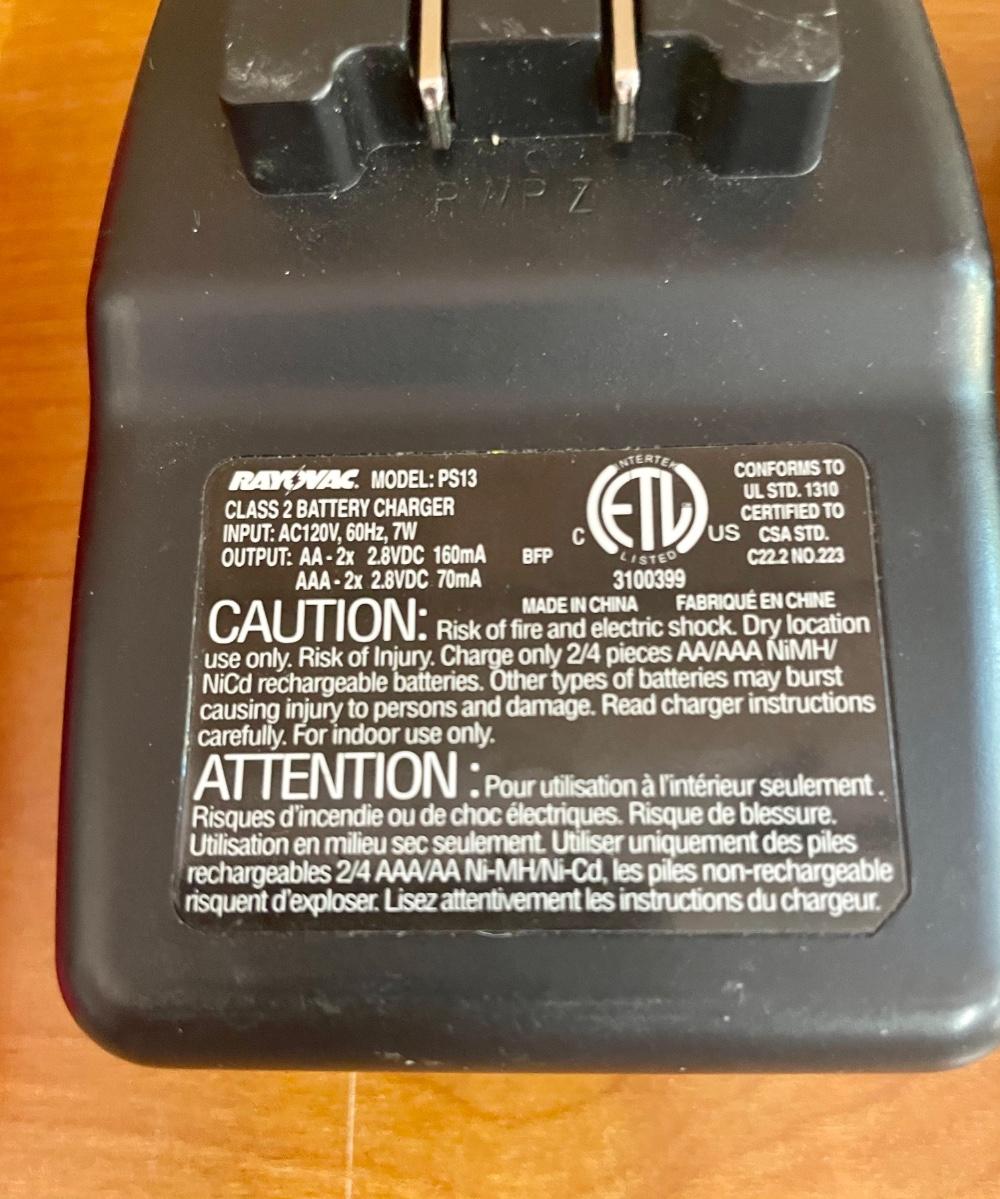 RWPZ
RAYOVAC MODEL: PS13
CLASS 2 BATTERY CHARGER
INPUT: AC120V, 60Hz, 7W
OUTPUT: AA - 2x 2.8VDC 160mA
AAA - 2x 2.8VDC 70mA
BFP
INTERTEK
ETL
LISTED
C US
3100399
CONFORMS TO
UL STD. 1310
CERTIFIED TO
CSA STD.
C22.2 NO.223
MADE IN CHINA FABRIQUÉ EN CHINE
CAUTION: Risk of fire and electric shock. Dry location
use only. Risk of Injury. Charge only 2/4 pieces AA/AAA NiMH/
NiCd rechargeable batteries. Other types of batteries may burst
causing injury to persons and damage. Read charger instructions
carefully. For indoor use only.
ATTENTION : Pour utilisation à l'intérieur seulement .
Risques d'incendie ou de choc électriques. Risque de blessure.
Utilisation en milieu sec seulement. Utiliser uniquement des piles
rechargeables 2/4 AAA/AA Ni-MH/Ni-Cd, les piles non-rechargeable
risquent d'exploser. Lisez attentivement les instructions du chargeur.